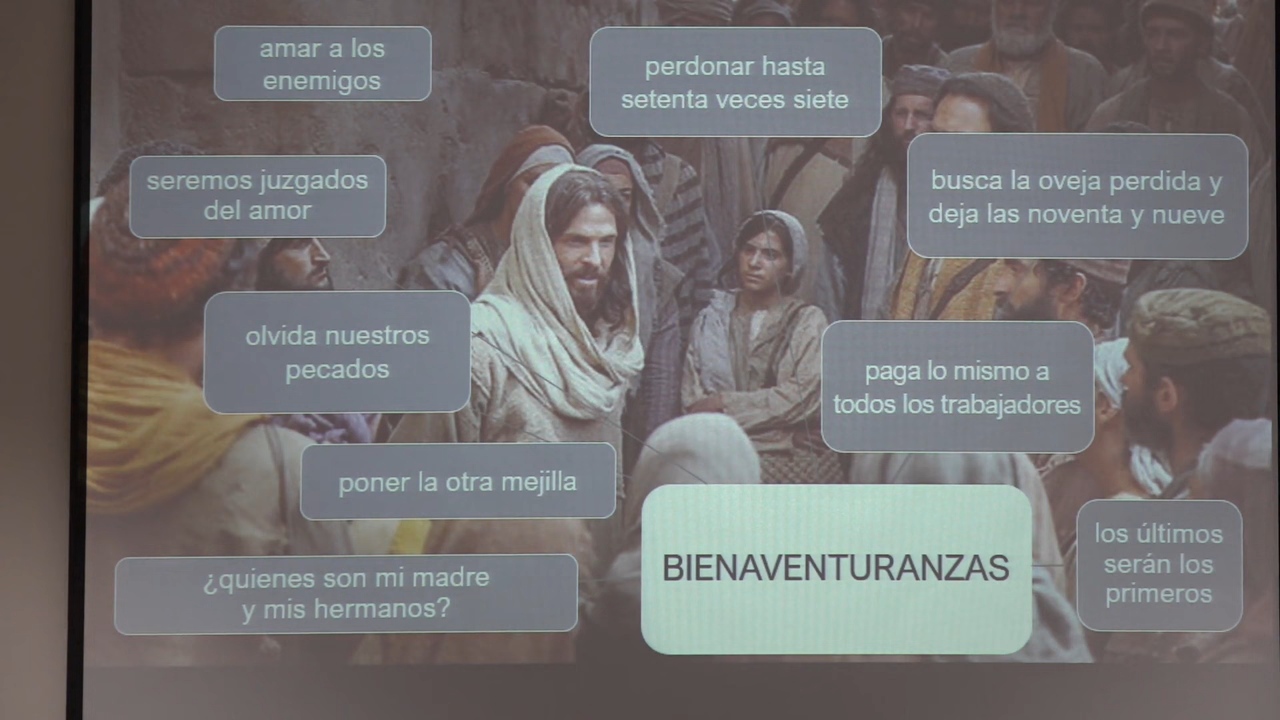 amar a los
enemigos
perdonar hasta
setenta veces siete
seremos juzgados
del amor
busca la oveja perdida y
deja las noventa y nueve
olvida nuestros
pecados
paga lo mismo a
todos los trabajadores
poner la otra mejilla
BIENAVENTURANZAS
los últimos
serán los
primeros
¿quienes son mi madre
y mis hermanos?